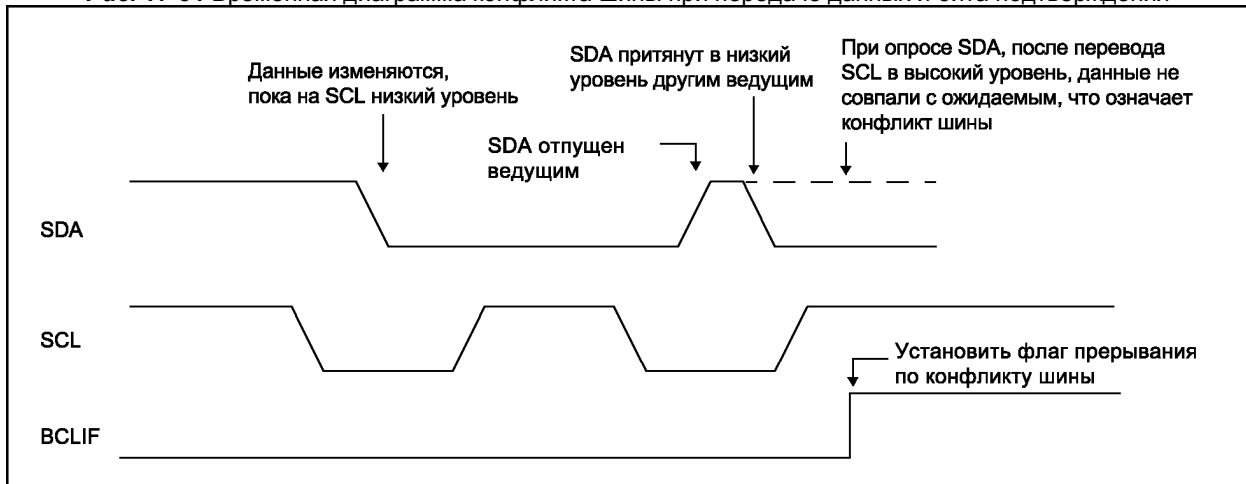 Данные изменяются,
пока на SCL низкий уровень
SDA притянут в низкий
уровень другим ведущим
При опросе SDA, после перевода
SCL в высокий уровень, данные не
совпали с ожидаемым, что означает
конфликт шины
SDA отпущен
ведущим
SDA
SCL
Установить флаг прерывания
по конфликту шины
BCLIF